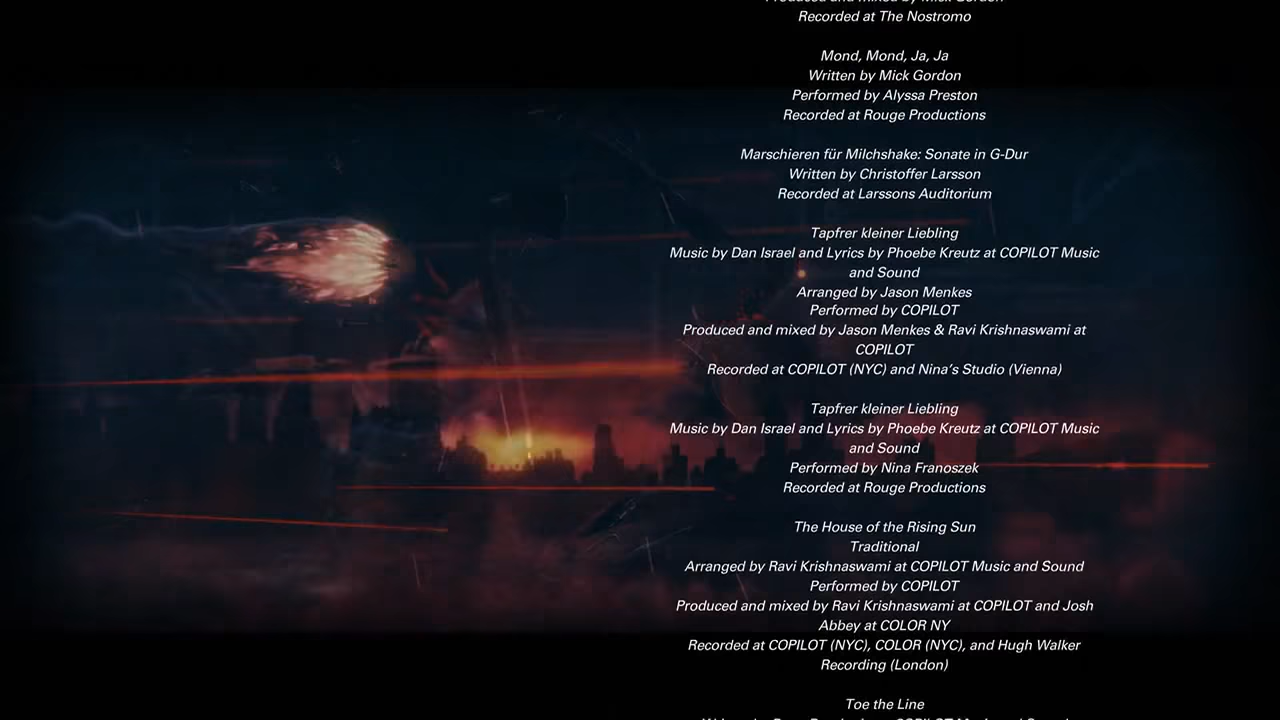 Produced and mixed by Mick Gordon
Recorded at The Nostromo
Mond, Mond, Ja, Ja
Written by Mick Gordon
Performed by Alyssa Preston
Recorded at Rouge Productions
Marschieren für Milchshake: Sonate in G-Dur
Written by Christoffer Larsson
Recorded at Larssons Auditorium
Tapfrer kleiner Liebling
Music by Dan Israel and Lyrics by Phoebe Kreutz at COPILOT Music
and Sound
Arranged by Jason Menkes
Performed by COPILOT
Produced and mixed by Jason Menkes & Ravi Krishnaswami at
COPILOT
Recorded at COPILOT (NYC) and Nina's Studio (Vienna)
Tapfrer kleiner Liebling
Music by Dan Israel and Lyrics by Phoebe Kreutz at COPILOT Music
and Sound
Performed by Nina Franoszek
Recorded at Rouge Productions
The House of the Rising Sun
Traditional
Arranged by Ravi Krishnaswami at COPILOT Music and Sound
Performed by COPILOT
Produced and mixed by Ravi Krishnaswami at COPILOT and Josh
Abbey at COLOR NY
Recorded at COPILOT (NYC), COLOR (NYC), and Hugh Walker
Recording (London)
Toe the Line